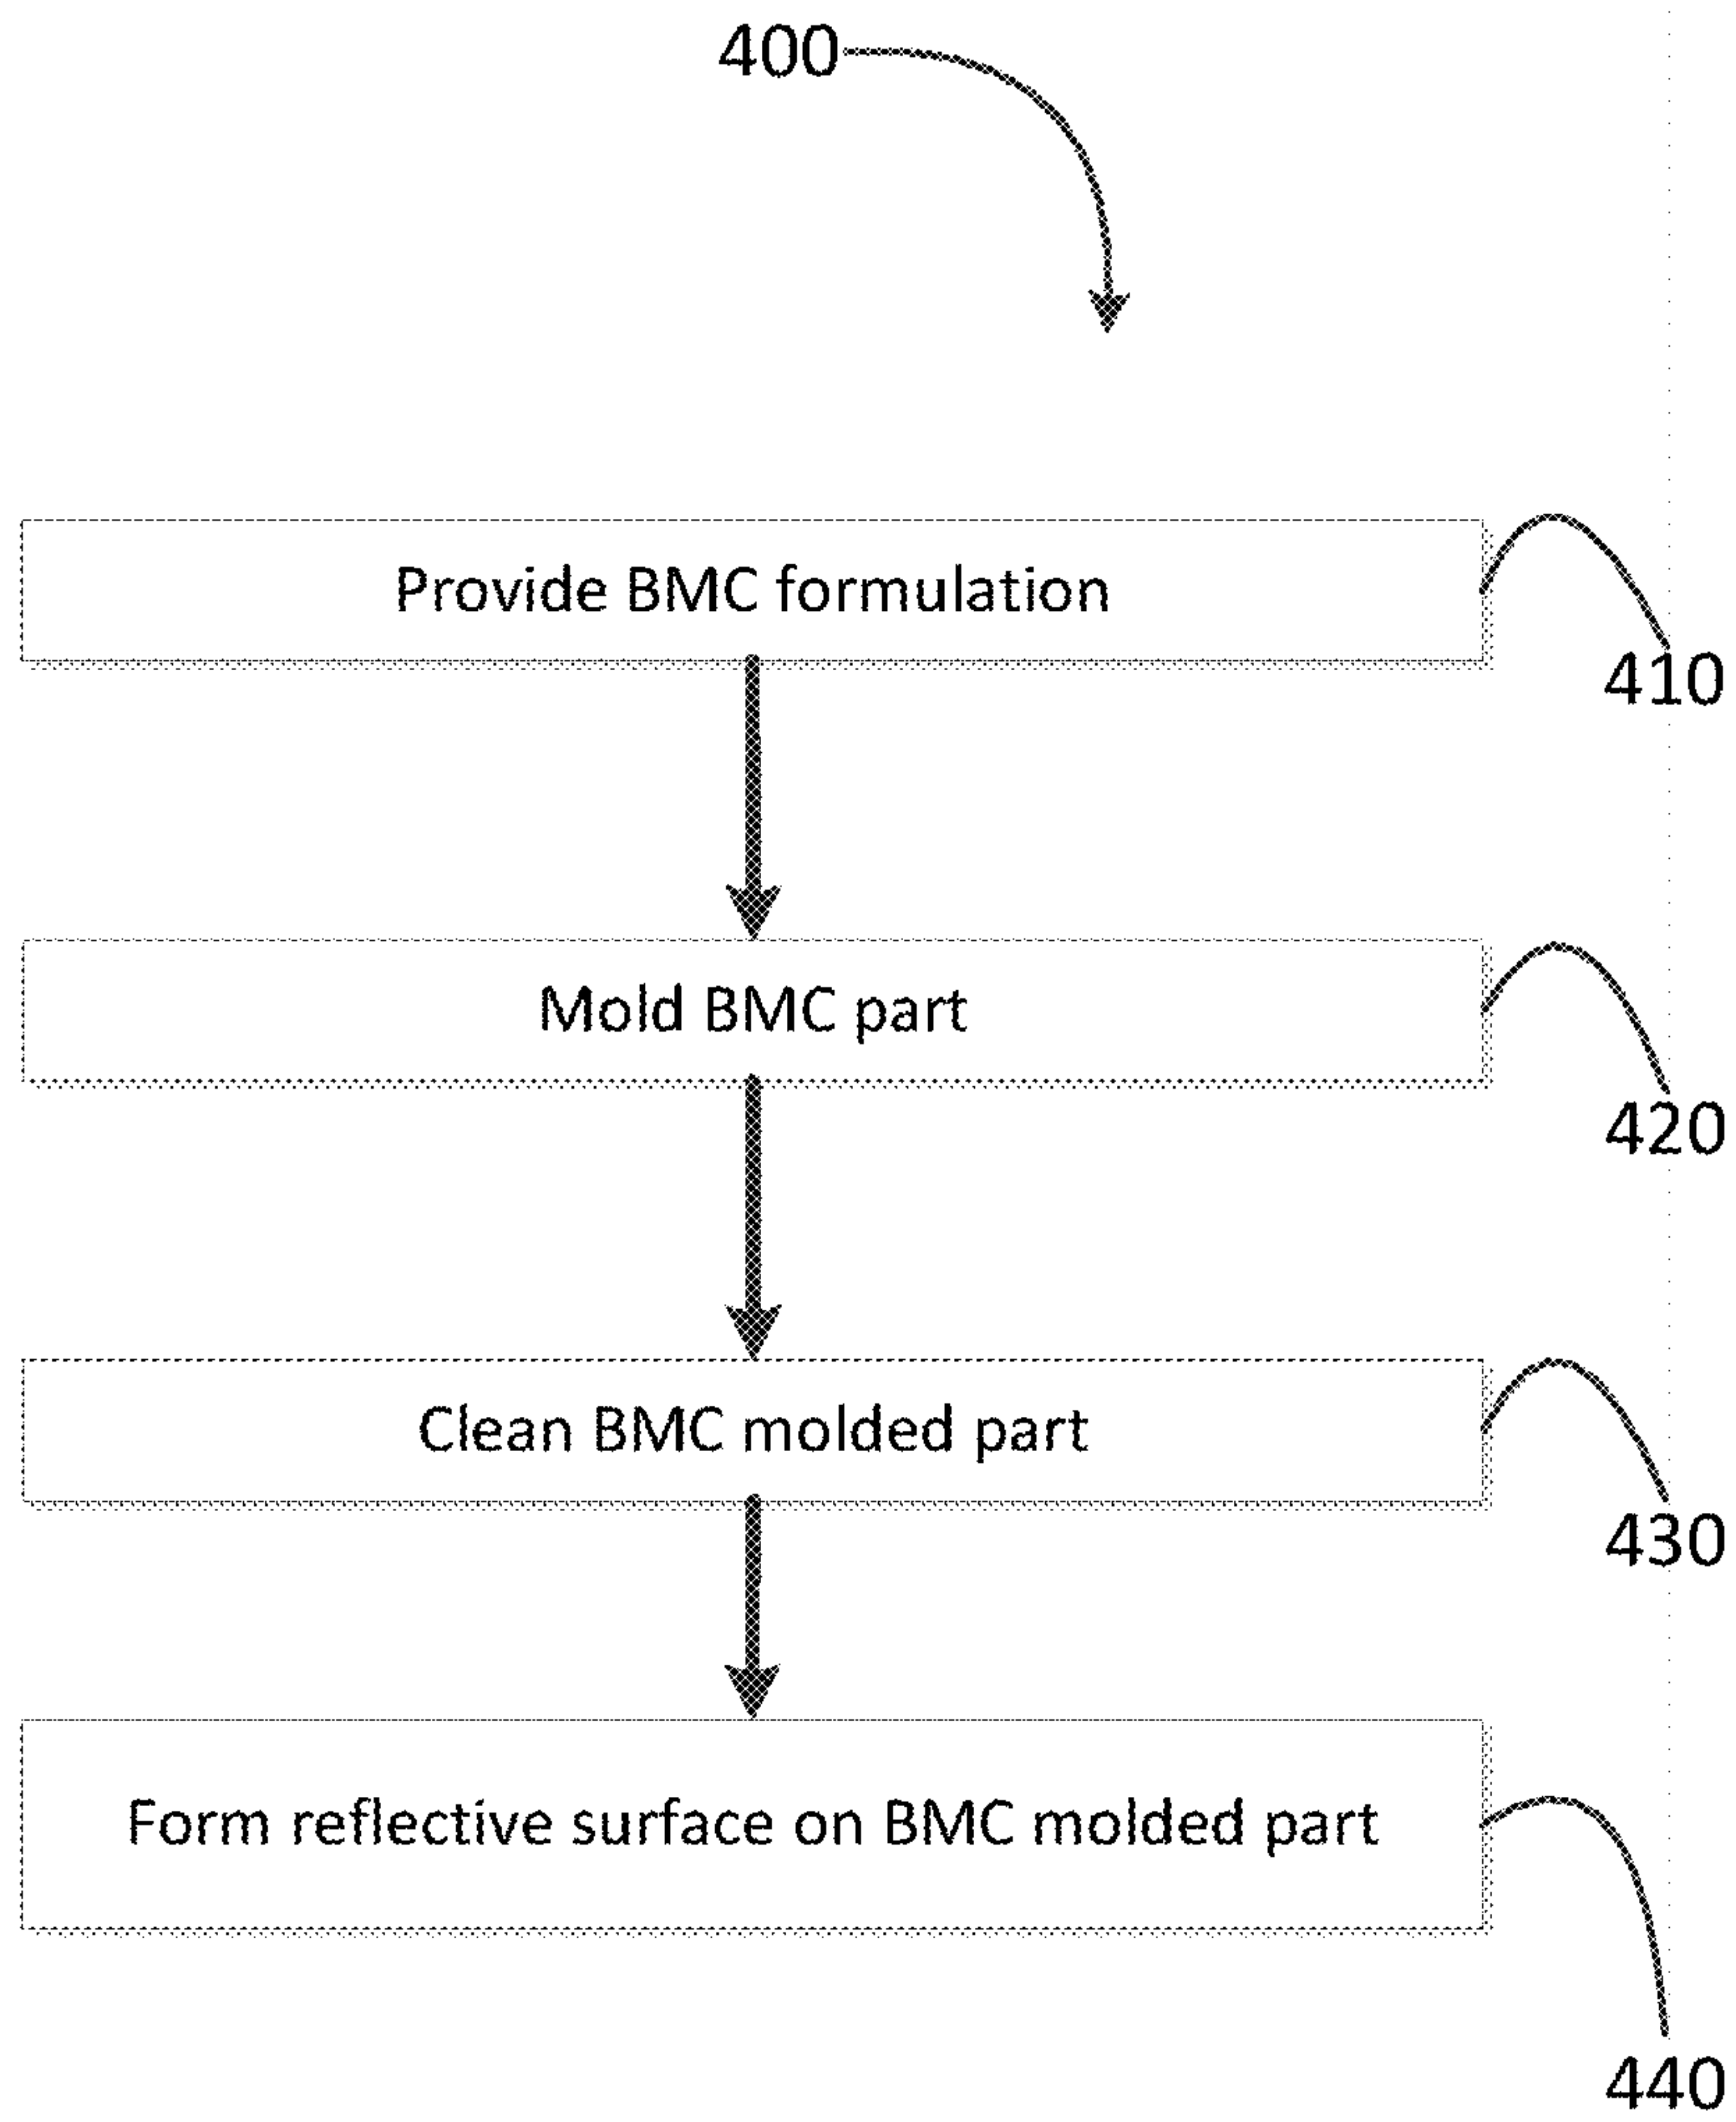 400
Provide BMC formulation
410
Mold BMC part
420
Clean BMC molded part
430
Form reflective surface on BMC molded part
440